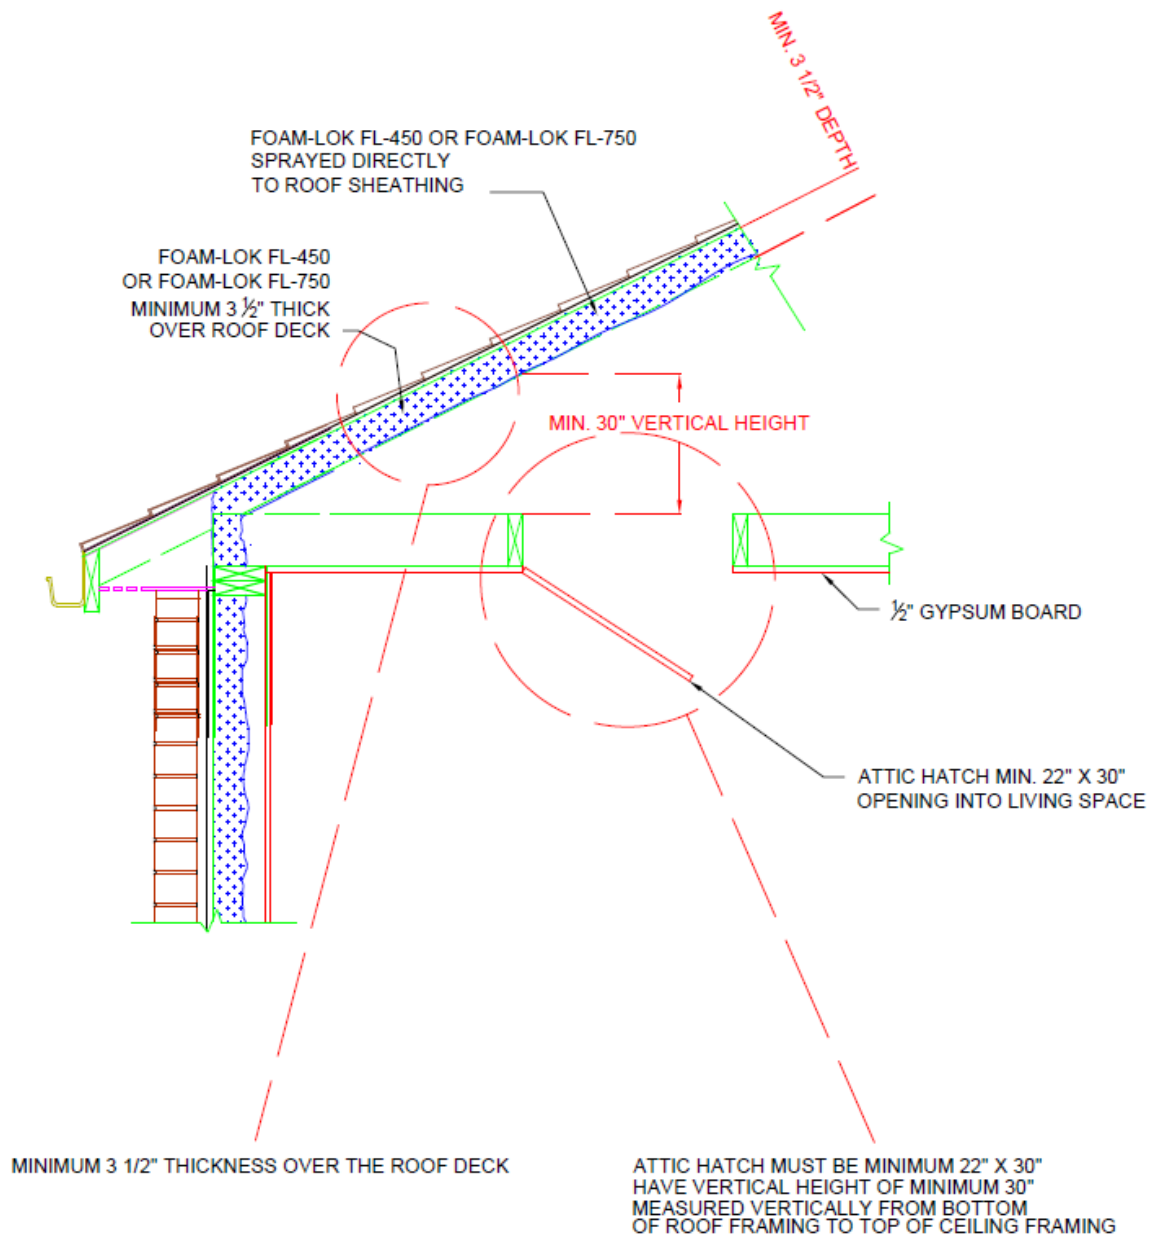 MIN. 3 1/2" DEPTH
FOAM-LOK FL-450 OR FOAM-LOK FL-750
SPRAYED DIRECTLY
TO ROOF SHEATHING
FOAM-LOK FL-450
OR FOAM-LOK FL-750
MINIMUM 3 ½" THICK
OVER ROOF DECK
MIN. 30" VERTICAL HEIGHT
½" GYPSUM BOARD
ATTIC HATCH MIN. 22" X 30"
OPENING INTO LIVING SPACE
MINIMUM 3 1/2" THICKNESS OVER THE ROOF DECK
ATTIC HATCH MUST BE MINIMUM 22" X 30"
HAVE VERTICAL HEIGHT OF MINIMUM 30"
MEASURED VERTICALLY FROM BOTTOM
OF ROOF FRAMING TO TOP OF CEILING FRAMING